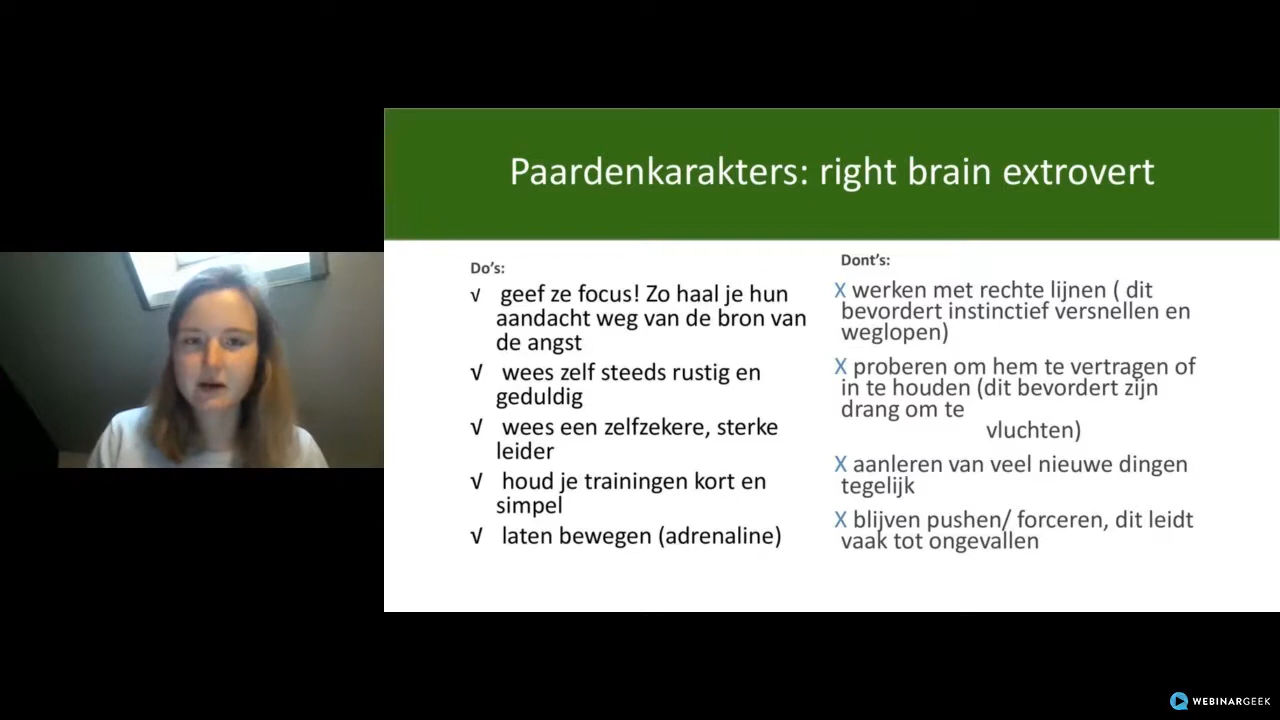 Paardenkarakters: right brain extrovert
Do's:
√ geef ze focus! Zo haal je hun
aandacht weg van de bron van
de angst
√ wees zelf steeds rustig en
geduldig
√ wees een zelfzekere, sterke
leider
√ houd je trainingen kort en
simpel
√ laten bewegen (adrenaline)
Dont's:
X werken met rechte lijnen ( dit
bevordert instinctief versnellen en
weglopen)
X proberen om hem te vertragen of
in te houden (dit bevordert zijn
drang om te
vluchten)
X aanleren van veel nieuwe dingen
tegelijk
X blijven pushen/ forceren, dit leidt
vaak tot ongevallen
WEBINARGEEK